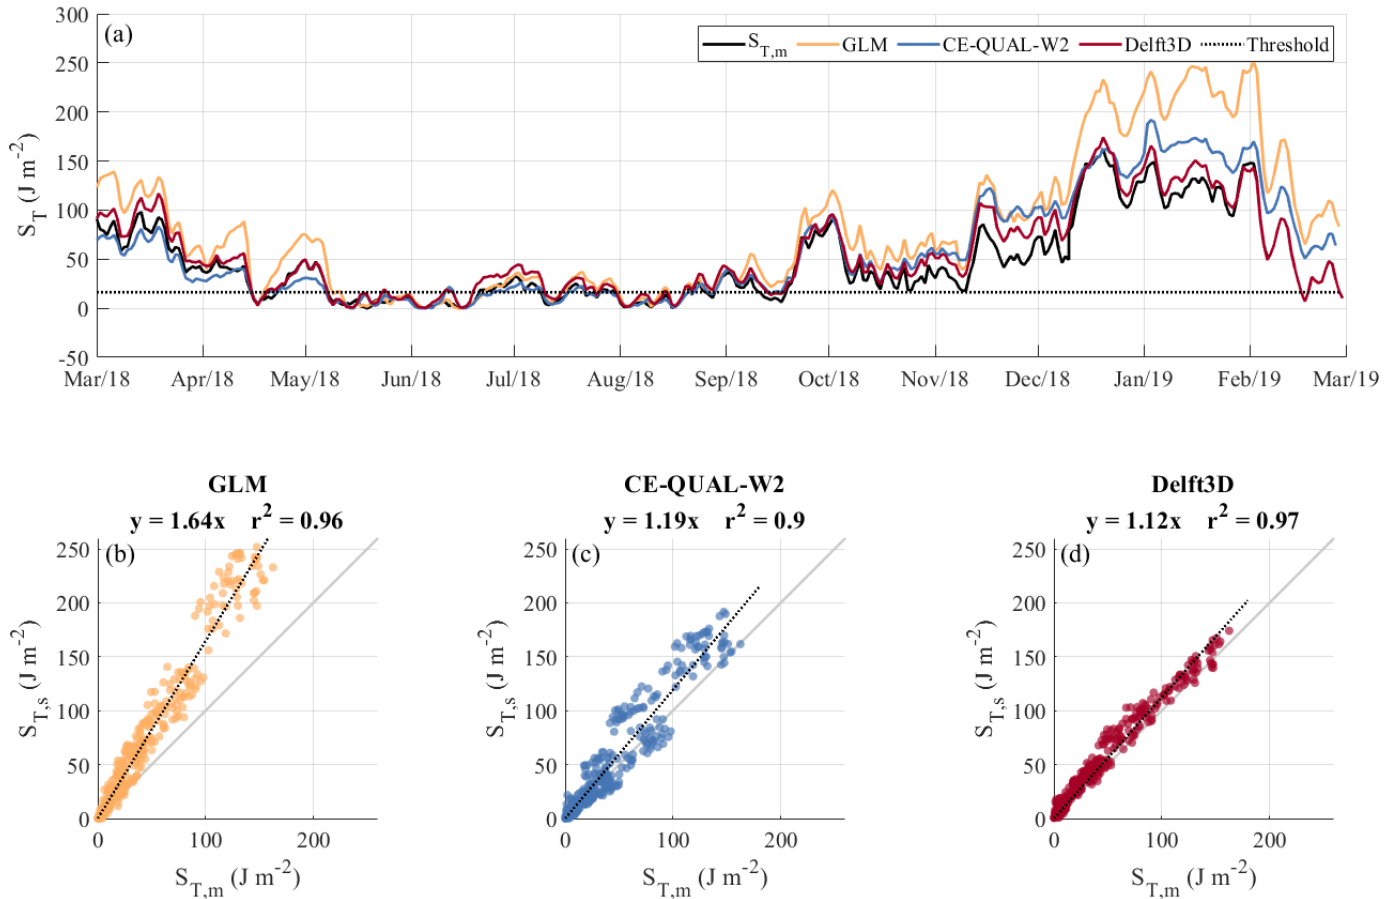 (a)
S_T,m GLM CE-QUAL-W2 Delft3D Threshold
S_T (J m^-2)
300
250
200
150
100
50
0
-50
Mar/18 Apr/18 May/18 Jun/18 Jul/18 Aug/18 Sep/18 Oct/18 Nov/18 Dec/18 Jan/19 Feb/19 Mar/19
GLM
y = 1.64x r^2 = 0.96
(b)
S_T,s (J m^-2)
250
200
150
100
50
0
0 100 200
S_T,m (J m^-2)
CE-QUAL-W2
y = 1.19x r^2 = 0.9
(c)
S_T,s (J m^-2)
250
200
150
100
50
0
0 100 200
S_T,m (J m^-2)
Delft3D
y = 1.12x r^2 = 0.97
(d)
S_T,s (J m^-2)
250
200
150
100
50
0
0 100 200
S_T,m (J m^-2)